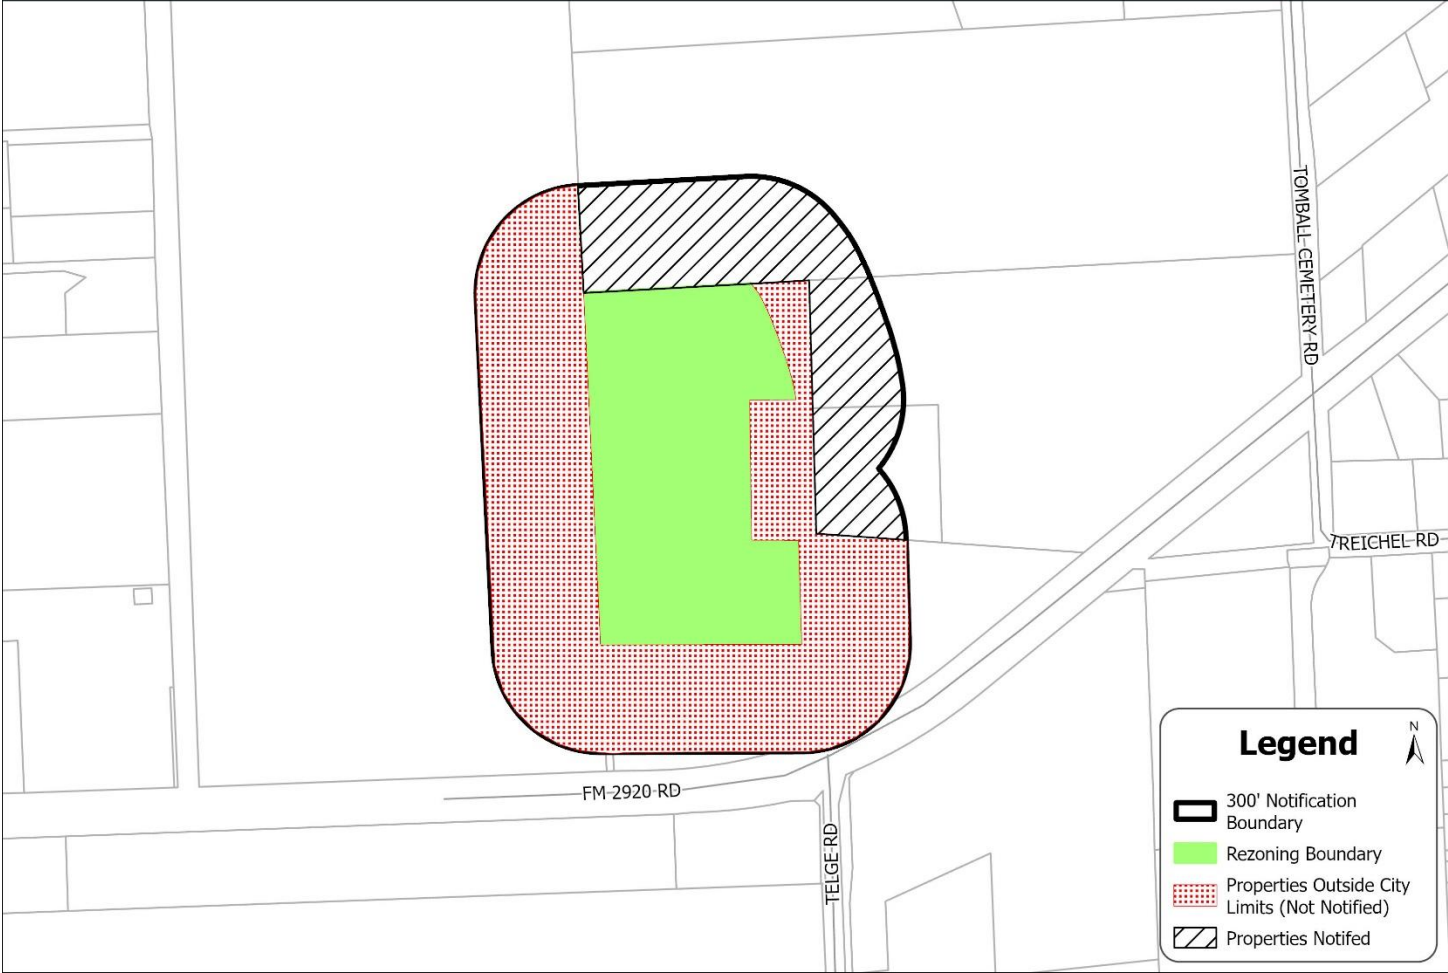 TOMBALL CEMETERY RD
TREICHEL RD
FM 2920 RD
TELGE RD
Legend
N
300' Notification
Boundary
Rezoning Boundary
Properties Outside City
Limits (Not Notified)
Properties Notifed